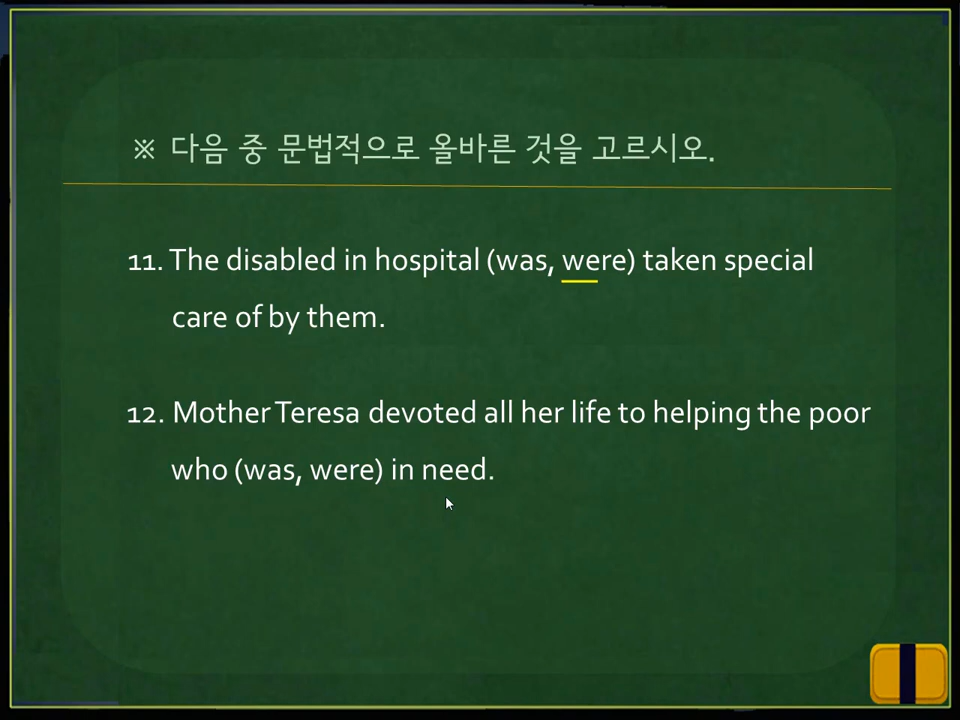 ※ 다음 중 문법적으로 올바른 것을 고르시오.
11. The disabled in hospital (was, were) taken special
care of by them.
12. Mother Teresa devoted all her life to helping the poor
who (was, were) in need.